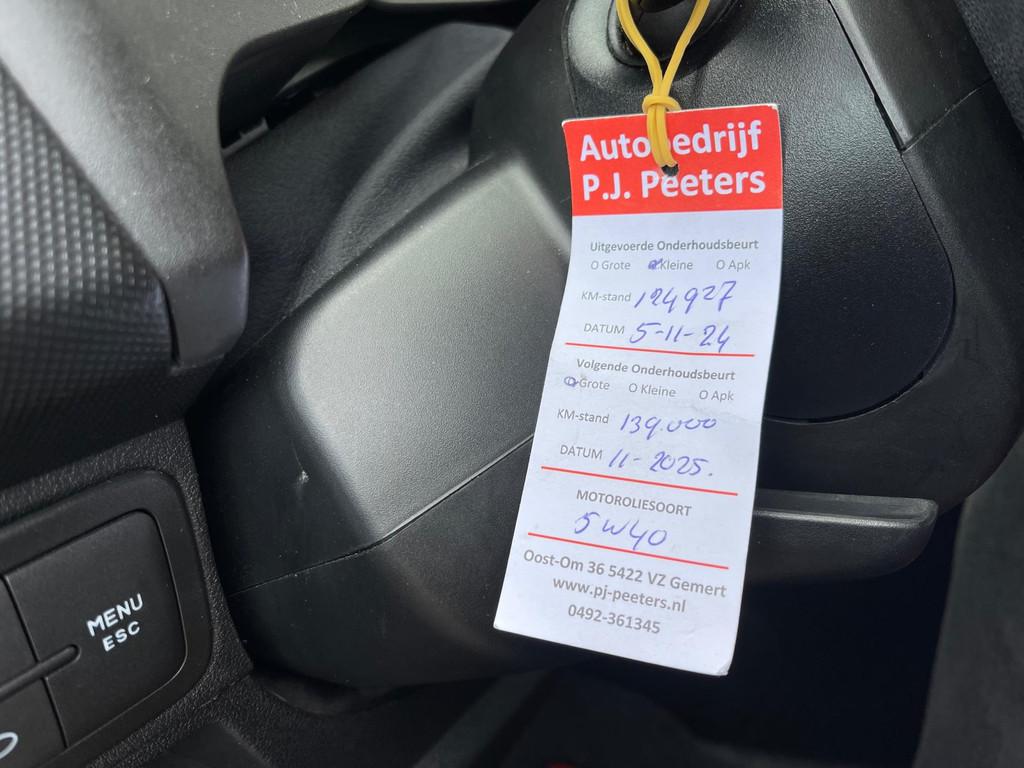 Autobedrijf
P.J. Peeters
Uitgevoerde Onderhoudsbeurt
O Grote O Kleine O Apk
KM-stand 124927
DATUM 5-11-24
Volgende Onderhoudsbeurt
O Grote O Kleine O Apk
KM-stand 139.000
DATUM 11-2025.
MOTOROLIESOORT
5W40
Oost-Om 36 5422 VZ Gemert
www.pj-peeters.nl
0492-361345
MENU
ESC